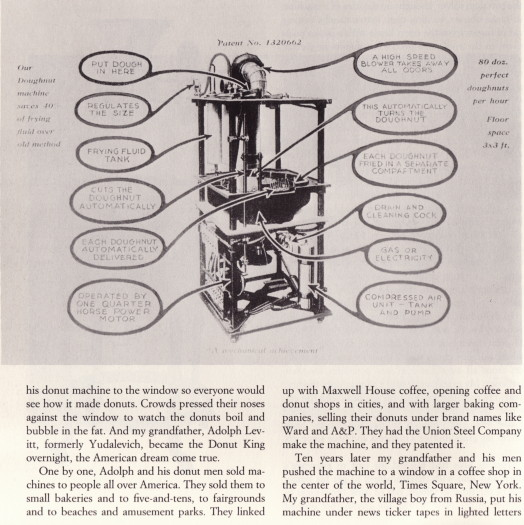 Patent No. 1320662
Our
Doughnut
machine
saves 40
of frying
fluid over
old method
PUT DOUGH
IN HERE
REGULATES
THE SIZE
FRYING FLUID
TANK
CUTS THE
DOUGHNUT
AUTOMATICALLY
EACH DOUGHNUT
AUTOMATICALLY
DELIVERED
OPERATED BY
ONE QUARTER
HORSE POWER
MOTOR
A HIGH SPEED
BLOWER TAKES AWAY
ALL ODORS
THIS AUTOMATICALLY
TURNS THE
DOUGHNUT
EACH DOUGHNUT
FRIED IN A SEPARATE
COMPARTMENT
DRAIN AND
CLEANING COCK
GAS OR
ELECTRICITY
COMPRESSED AIR
UNIT - TANK
AND PUMP
80 doz.
perfect
doughnuts
per hour
Floor
space
3x3 ft.
A mechanical achievement
his donut machine to the window so everyone would
see how it made donuts. Crowds pressed their noses
against the window to watch the donuts boil and
bubble in the fat. And my grandfather, Adolph Lev-
itt, formerly Yudalevich, became the Donut King
overnight, the American dream come true.
One by one, Adolph and his donut men sold ma-
chines to people all over America. They sold them to
small bakeries and to five-and-tens, to fairgrounds
and to beaches and amusement parks. They linked
up with Maxwell House coffee, opening coffee and
donut shops in cities, and with larger baking com-
panies, selling their donuts under brand names like
Ward and A&P. They had the Union Steel Company
make the machine, and they patented it.
Ten years later my grandfather and his men
pushed the machine to a window in a coffee shop in
the center of the world, Times Square, New York.
My grandfather, the village boy from Russia, put his
machine under news ticker tapes in lighted letters